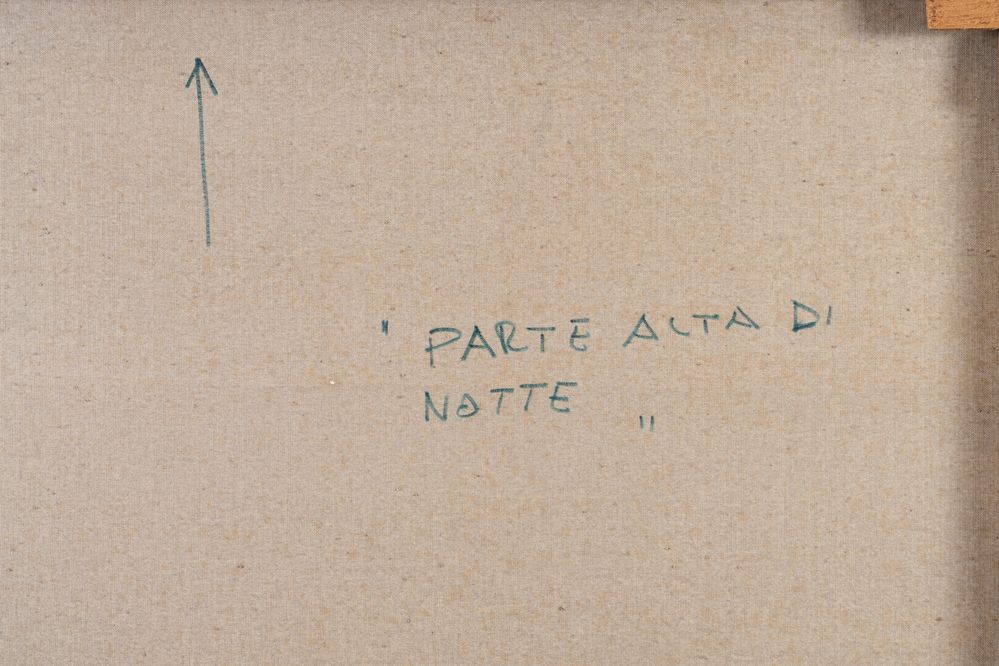 " PARTE ALTA DI
NOTTE "